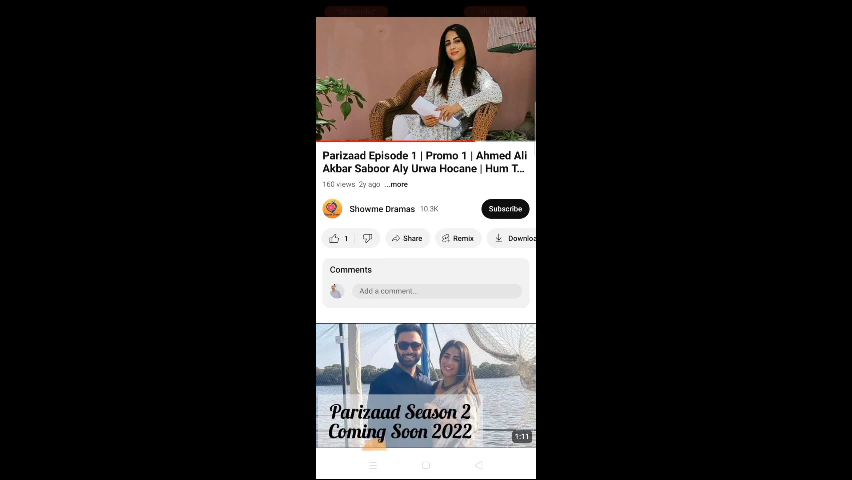 Parizaad Episode 1 | Promo 1 | Ahmed Ali
Akbar Saboor Aly Urwa Hocane | Hum T...
160 views 2y ago ...more
Showme Dramas 10.3K
Subscribe
1
Share
Remix
Downloa
Comments
Add a comment...
Parizaad Season 2
Coming Soon 2022
1:11